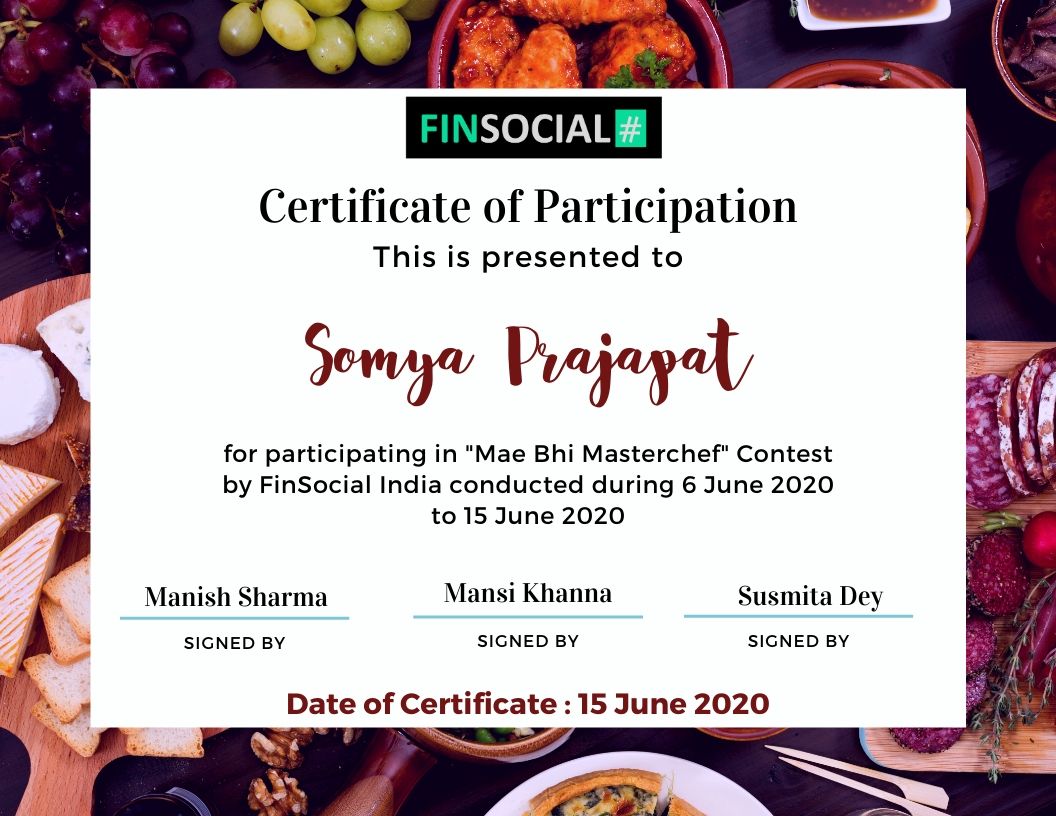 FINSOCIAL#
Certificate of Participation
This is presented to
Somya Prajapat
for participating in "Mae Bhi Masterchef" Contest
by FinSocial India conducted during 6 June 2020
to 15 June 2020
Manish Sharma
SIGNED BY
Mansi Khanna
SIGNED BY
Susmita Dey
SIGNED BY
Date of Certificate : 15 June 2020